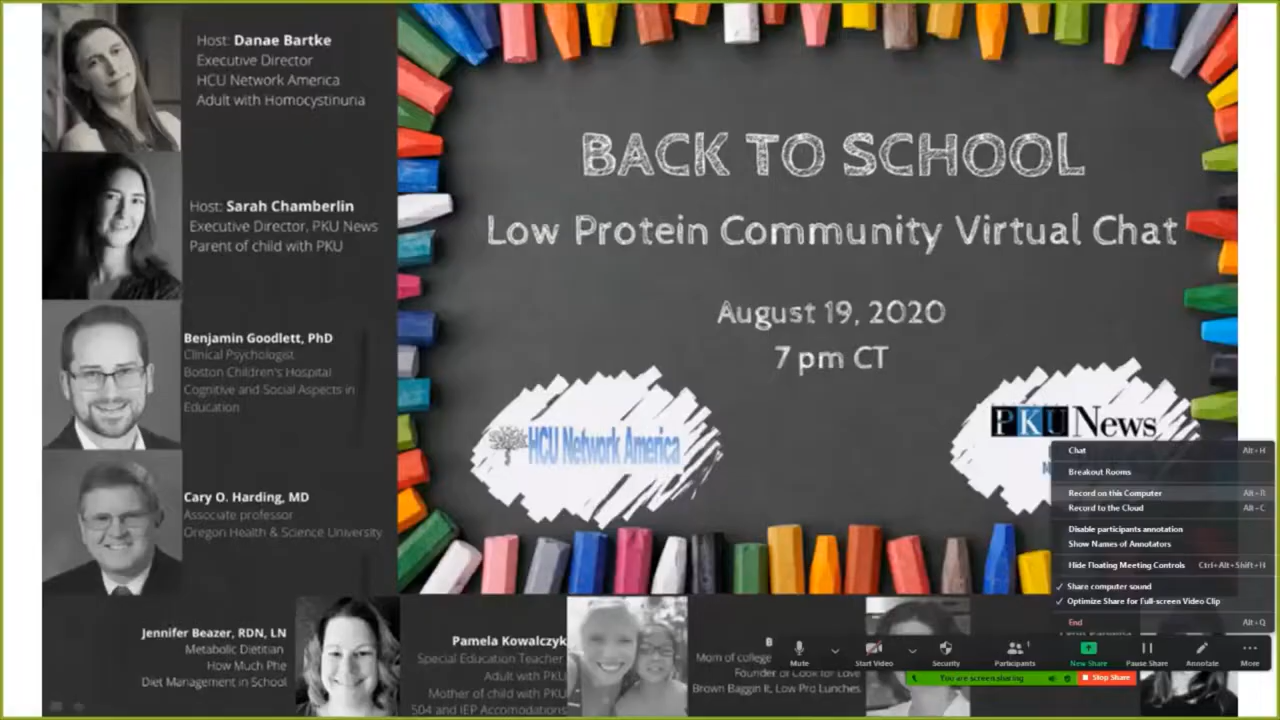 Host: Danae Bartke
Executive Director
HCU Network America
Adult with Homocystinuria
Host: Sarah Chamberlin
Executive Director, PKU News
Parent of child with PKU
Benjamin Goodlett, PhD
Clinical Psychologist
Boston Children's Hospital
Cognitive and Social Aspects in
Education
Cary O. Harding, MD
Associate professor
Oregon Health & Science University
Jennifer Beazer, RDN, LN
Metabolic Dietitian
How Much Phe
Diet Management in School
Pamela Kowalczyk
Special Education Teacher
Adult with PKU
Mother of child with PKU
504 and IEP Accomodations
B
Mom of college
Founder of Cook for Love
Brown Baggin It, Low Pro Lunches
BACK TO SCHOOL
Low Protein Community Virtual Chat
August 19, 2020
7 pm CT
HCU Network America
PKU News
Chat Alt+H
Breakout Rooms
Record on this Computer Alt+R
Record to the Cloud Alt+C
Disable participants annotation
Show Names of Annotators
Hide Floating Meeting Controls Ctrl+Alt+Shift+H
Share computer sound
Optimize Share for Full-screen Video Clip
End Alt+Q
Mute
Start Video
Security
Participants 1
New Share
Pause Share
Annotate
More
You are screen sharing
Stop Share